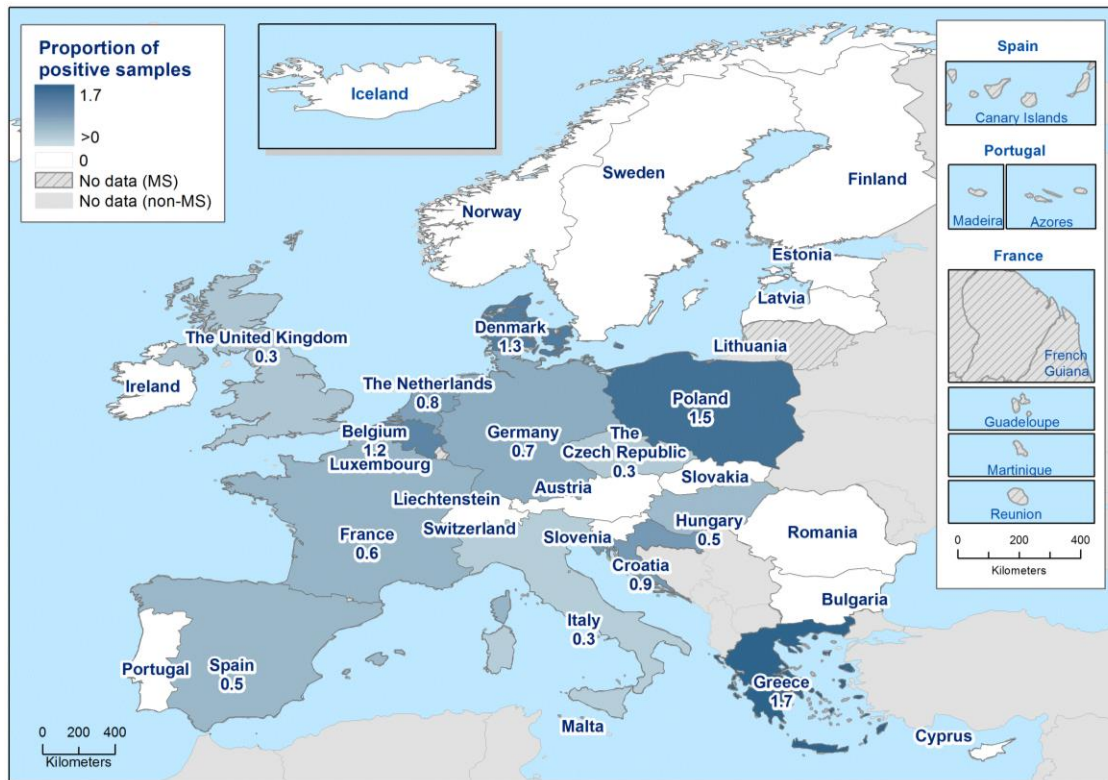 Proportion of
positive samples
1.7
>0
0
No data (MS)
No data (non-MS)
Iceland
Spain
Canary Islands
Portugal
Madeira
Azores
France
French
Guiana
Guadeloupe
Martinique
Reunion
0 200 400
Kilometers
Sweden
Finland
Norway
Estonia
Latvia
Lithuania
Denmark
1.3
The United Kingdom
0.3
Ireland
The Netherlands
0.8
Poland
1.5
Belgium
1.2
Luxembourg
Germany
0.7
The
Czech Republic
0.3
Slovakia
Austria
Liechtenstein
Switzerland
France
0.6
Slovenia
Hungary
0.5
Romania
Croatia
0.9
Bulgaria
Italy
0.3
Portugal
Spain
0.5
Greece
1.7
Malta
Cyprus
0 200 400
Kilometers